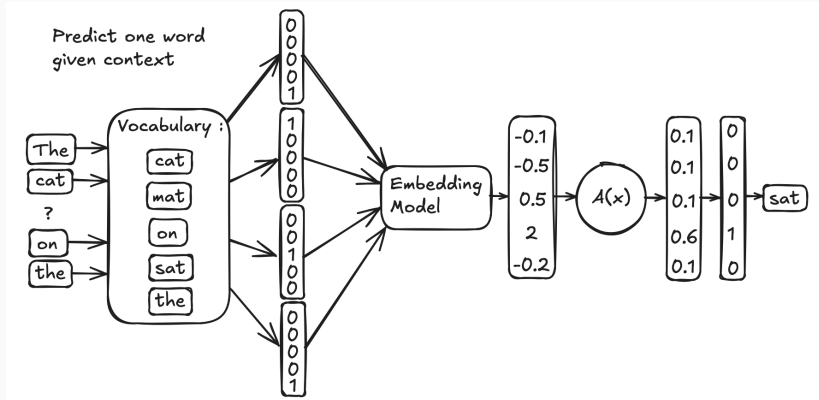 Predict one word
given context
The
cat
?
on
the
Vocabulary :
cat
mat
on
sat
the
0
0
0
0
1
1
0
0
0
0
0
0
1
0
0
0
0
0
0
1
Embedding
Model
-0.1
-0.5
0.5
2
-0.2
A(x)
0.1
0.1
0.1
0.6
0.1
0
0
0
1
0
sat